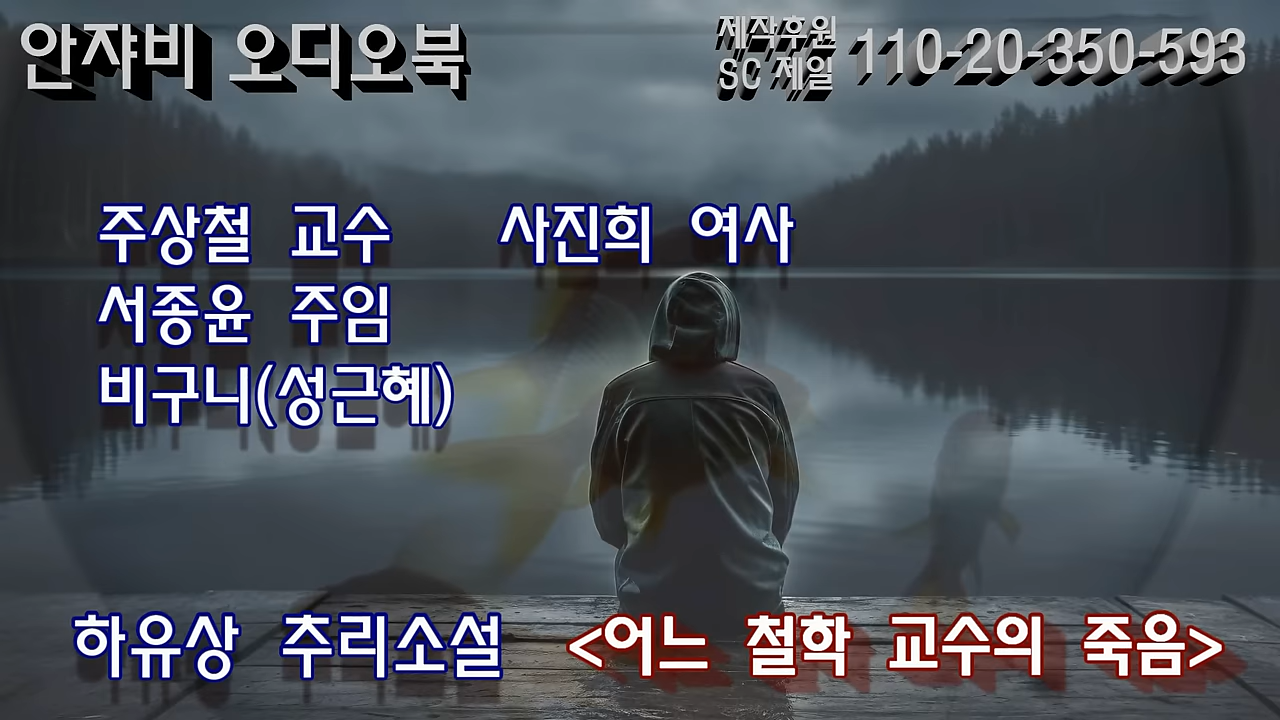 안쟈비 오디오북
제작후원
SC 제일
110-20-350-593
주상철 교수 사진희 여사
서종윤 주임
비구니(성근혜)
하유상 추리소설 <어느 철학 교수의 죽음>